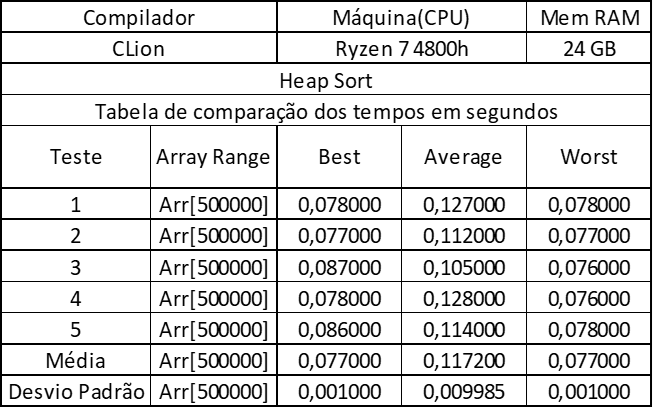 Compilador Máquina(CPU) Mem RAM
CLion Ryzen 7 4800h 24 GB
Heap Sort
Tabela de comparação dos tempos em segundos
Teste Array Range Best Average Worst
1 Arr[500000] 0,078000 0,127000 0,078000
2 Arr[500000] 0,077000 0,112000 0,077000
3 Arr[500000] 0,087000 0,105000 0,076000
4 Arr[500000] 0,078000 0,128000 0,076000
5 Arr[500000] 0,086000 0,114000 0,078000
Média Arr[500000] 0,077000 0,117200 0,077000
Desvio Padrão Arr[500000] 0,001000 0,009985 0,001000